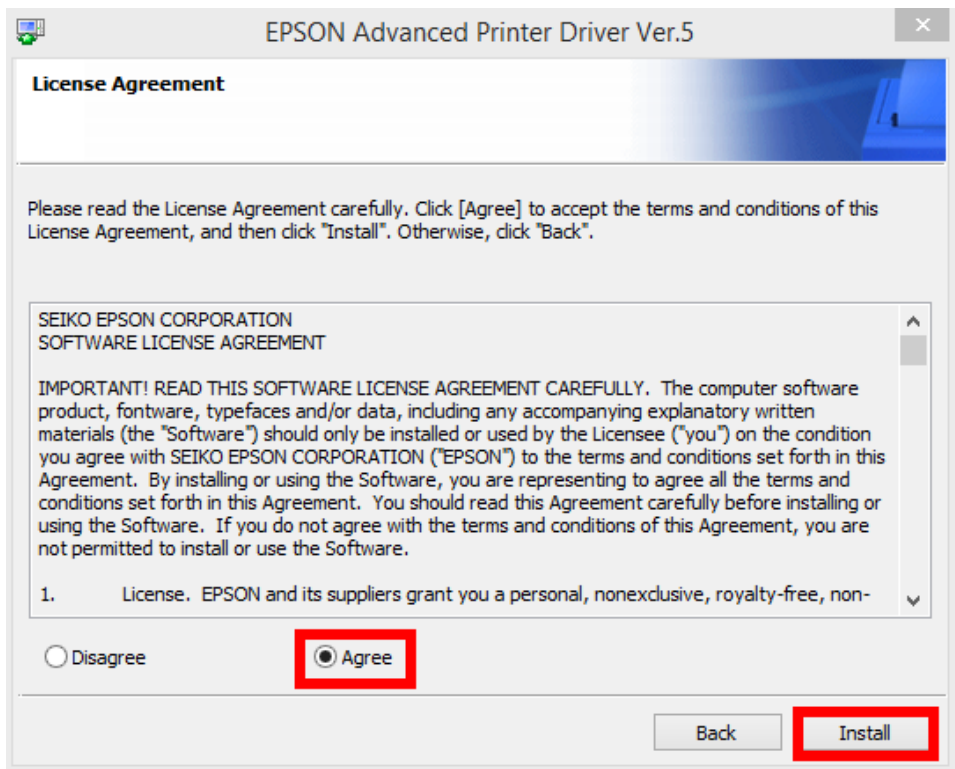 EPSON Advanced Printer Driver Ver.5
License Agreement
Please read the License Agreement carefully. Click [Agree] to accept the terms and conditions of this
License Agreement, and then click "Install". Otherwise, click "Back".
SEIKO EPSON CORPORATION
SOFTWARE LICENSE AGREEMENT
IMPORTANT! READ THIS SOFTWARE LICENSE AGREEMENT CAREFULLY.  The computer software
product, fontware, typefaces and/or data, including any accompanying explanatory written
materials (the "Software") should only be installed or used by the Licensee ("you") on the condition
you agree with SEIKO EPSON CORPORATION ("EPSON") to the terms and conditions set forth in this
Agreement.  By installing or using the Software, you are representing to agree all the terms and
conditions set forth in this Agreement.  You should read this Agreement carefully before installing or
using the Software.  If you do not agree with the terms and conditions of this Agreement, you are
not permitted to install or use the Software.
1. License.  EPSON and its suppliers grant you a personal, nonexclusive, royalty-free, non-
Disagree Agree
Back Install